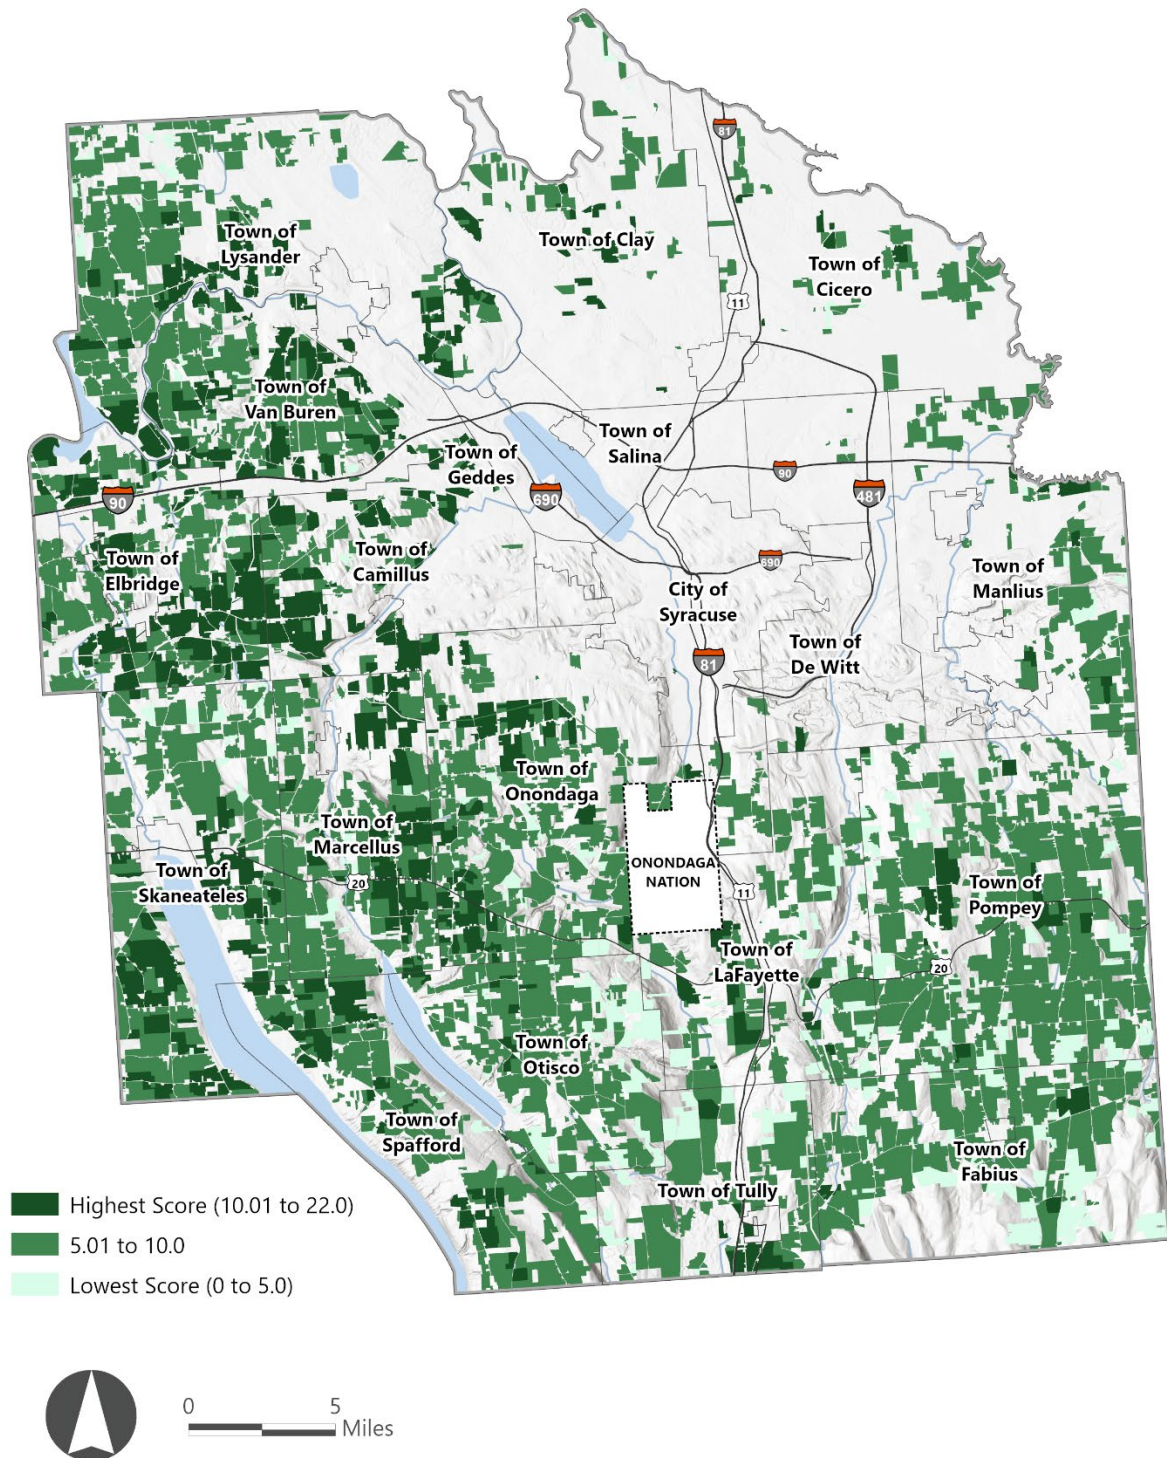 81
Town of
Lysander
Town of Clay
Town of
Cicero
11
Town of
Van Buren
Town of
Salina
Town of
Geddes
90
690
90
481
Town of
Elbridge
Town of
Camillus
690
City of
Syracuse
Town of
Manlius
Town of
De Witt
81
Town of
Onondaga
Town of
Marcellus
ONONDAGA
NATION
Town of
Skaneateles
20
11
Town of
Pompey
Town of
LaFayette
20
Town of
Otisco
Town of
Spafford
Town of
Fabius
Town of Tully
Highest Score (10.01 to 22.0)
5.01 to 10.0
Lowest Score (0 to 5.0)
0 5
Miles